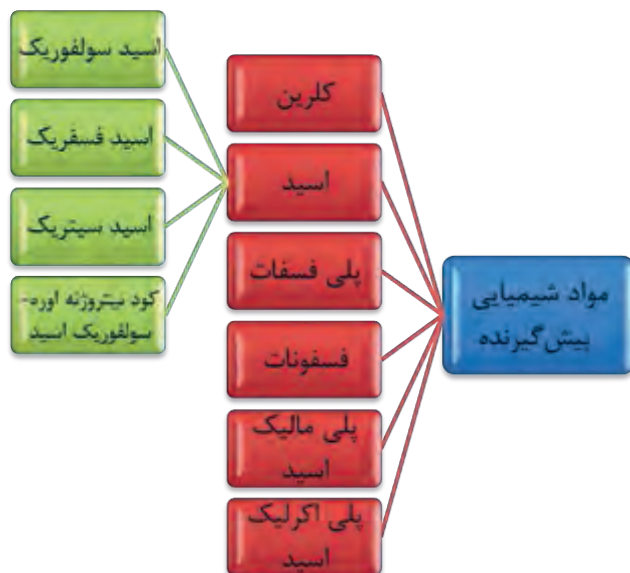 مواد شیمیایی
پیش‌گیرنده
کلرین
اسید
پلی فسفات
فسفونات
پلی مالیک
اسید
پلی اکرلیک
اسید
اسید سولفوریک
اسید فسفریک
اسید سیتریک
کود نیتروژنه اوره-
سولفوریک اسید